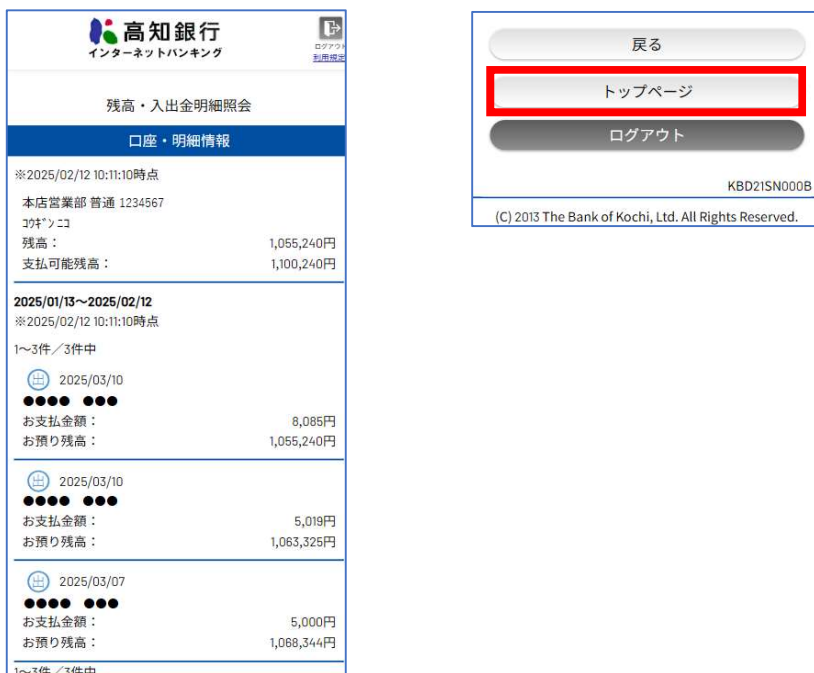 高知銀行
インターネットバンキング
ログアウト
利用規定
残高・入出金明細照会
口座・明細情報
※2025/02/12 10:11:10時点
本店営業部 普通 1234567
コウギン ニコ
残高： 1,055,240円
支払可能残高： 1,100,240円
2025/01/13～2025/02/12
※2025/02/12 10:11:10時点
1～3件／3件中
出 2025/03/10
●●●● ●●●
お支払金額： 8,085円
お預り残高： 1,055,240円
出 2025/03/10
●●●● ●●●
お支払金額： 5,019円
お預り残高： 1,063,325円
出 2025/03/07
●●●● ●●●
お支払金額： 5,000円
お預り残高： 1,068,344円
1～3件／3件中
戻る
トップページ
ログアウト
KBD21SN000B
(C) 2013 The Bank of Kochi, Ltd. All Rights Reserved.